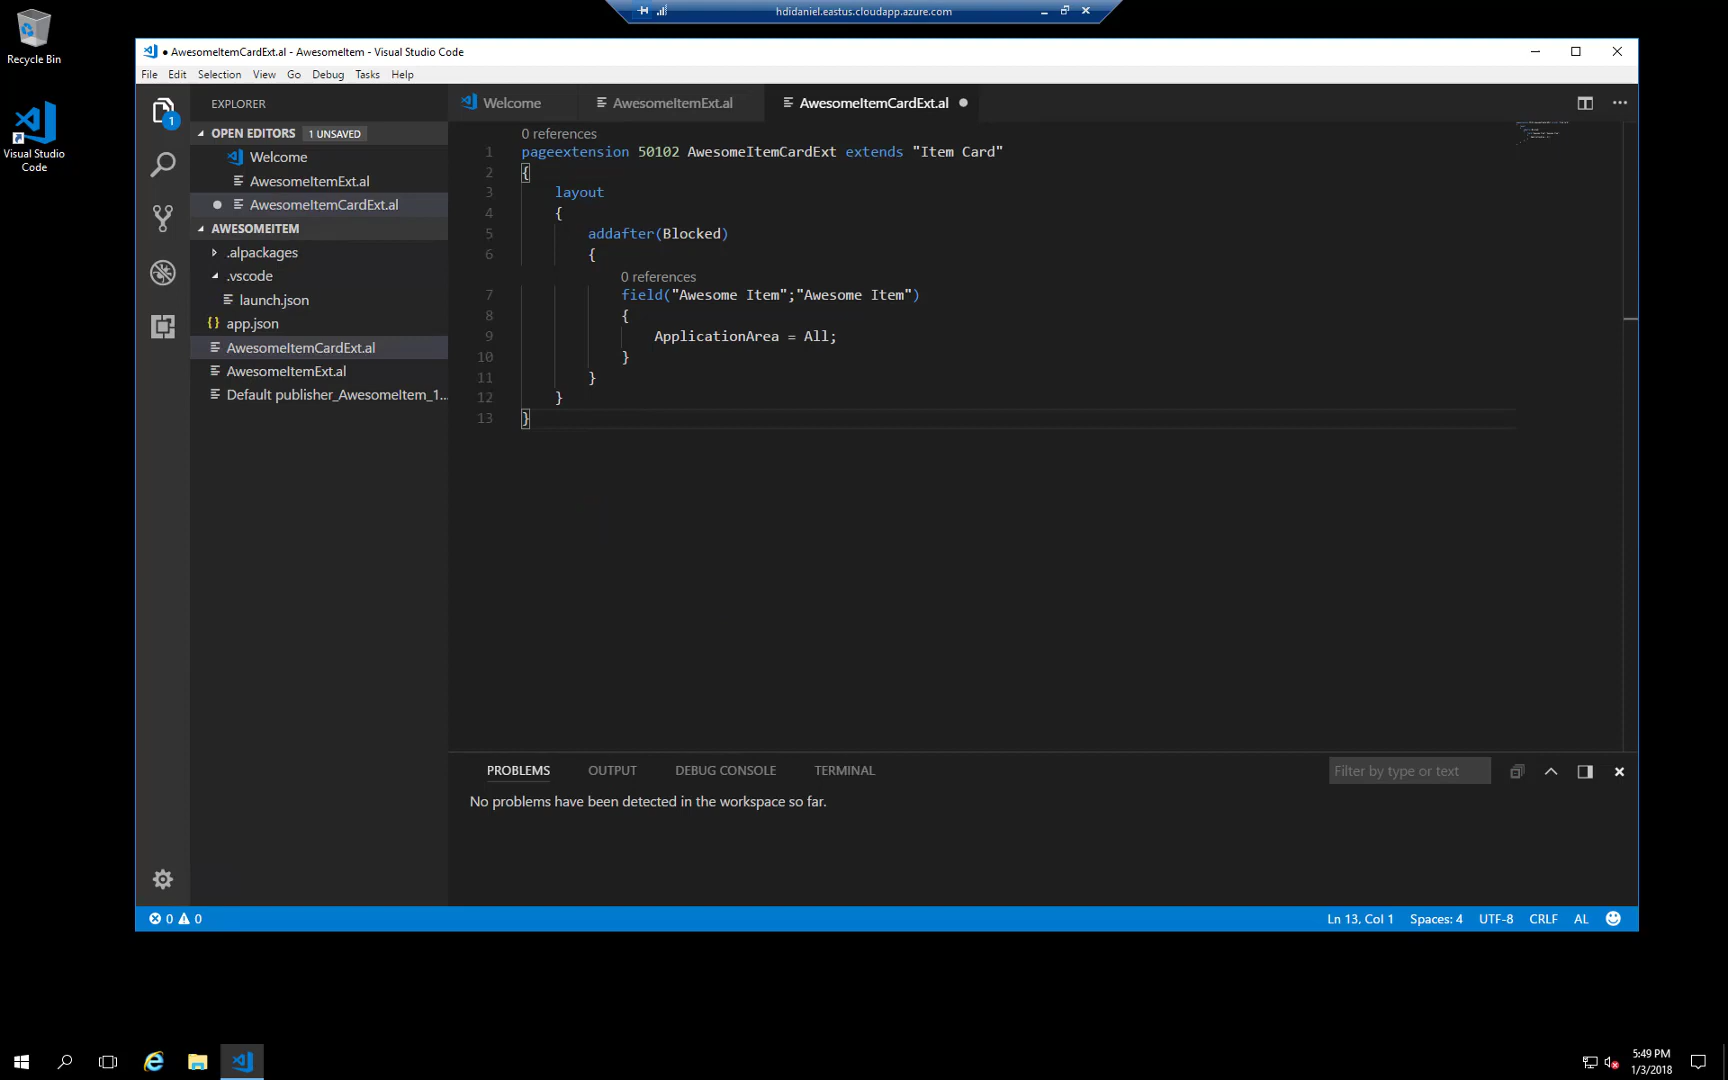 hdidaniel.eastus.cloudapp.azure.com
Recycle Bin
Visual Studio
Code
● AwesomeItemCardExt.al - AwesomeItem - Visual Studio Code
File Edit Selection View Go Debug Tasks Help
EXPLORER
OPEN EDITORS 1 UNSAVED
Welcome
AwesomeItemExt.al
AwesomeItemCardExt.al
AWESOMEITEM
.alpackages
.vscode
launch.json
{} app.json
AwesomeItemCardExt.al
AwesomeItemExt.al
Default publisher_AwesomeItem_1...
1
Welcome AwesomeItemExt.al AwesomeItemCardExt.al ●
0 references
1 pageextension 50102 AwesomeItemCardExt extends "Item Card"
2 {
3 layout
4 {
5 addafter(Blocked)
6 {
0 references
7 field("Awesome Item";"Awesome Item")
8 {
9 ApplicationArea = All;
10 }
11 }
12 }
13 }
PROBLEMS OUTPUT DEBUG CONSOLE TERMINAL Filter by type or text
No problems have been detected in the workspace so far.
0 0 Ln 13, Col 1 Spaces: 4 UTF-8 CRLF AL
5:49 PM
1/3/2018